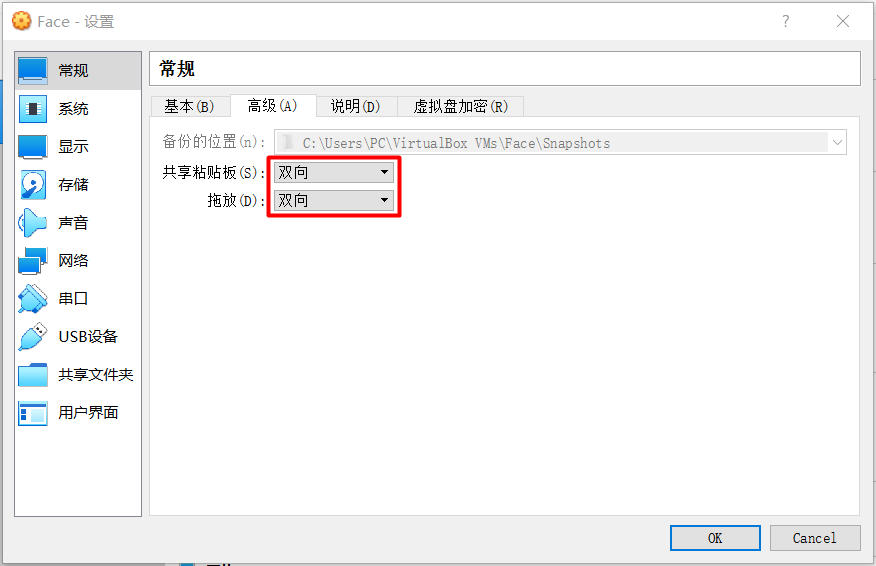 Face - 设置
?
常规
系统
显示
存储
声音
网络
串口
USB设备
共享文件夹
用户界面
常规
基本(B) 高级(A) 说明(D) 虚拟盘加密(R)
备份的位置(n): C:\Users\PC\VirtualBox VMs\Face\Snapshots
共享粘贴板(S): 双向
拖放(D): 双向
OK Cancel